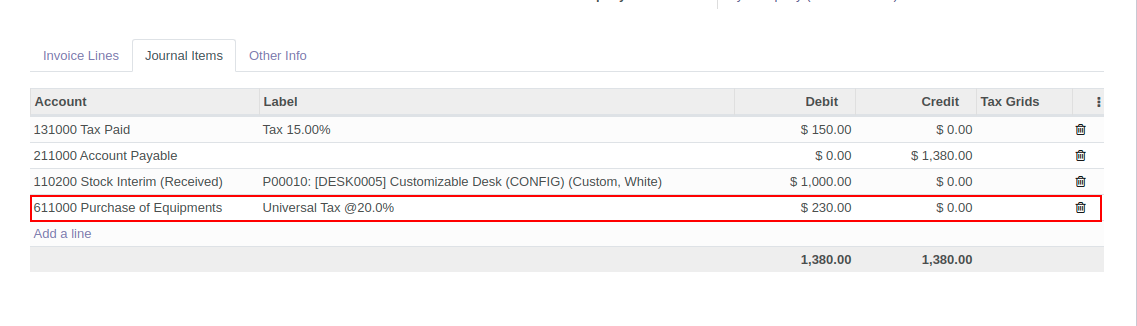 Invoice Lines Journal Items Other Info
Account Label Debit Credit Tax Grids
131000 Tax Paid Tax 15.00% $ 150.00 $ 0.00
211000 Account Payable $ 0.00 $ 1,380.00
110200 Stock Interim (Received) P00010: [DESK0005] Customizable Desk (CONFIG) (Custom, White) $ 1,000.00 $ 0.00
611000 Purchase of Equipments Universal Tax @20.0% $ 230.00 $ 0.00
Add a line
1,380.00 1,380.00